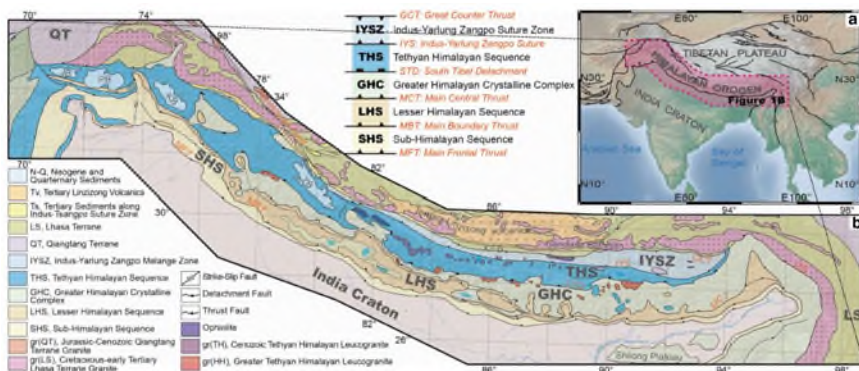 QT
74°
70°
78°
78°
34°
82°
86°
90°
94°
98°
70°
30°
82°
26°
86°
90°
94°
98°
GCT: Great Counter Thrust
IYSZ Indus-Yarlung Zangpo Suture Zone
IYS: Indus-Yarlung Zangpo Suture
THS Tethyan Himalayan Sequence
STD: South Tibet Detachment
GHC Greater Himalayan Crystalline Complex
MCT: Main Central Thrust
LHS Lesser Himalayan Sequence
MBT: Main Boundary Thrust
SHS Sub-Himalayan Sequence
MFT: Main Frontal Thrust
a
E80°
E100°
N30°
N10°
TIBETAN PLATEAU
HIMALAYAN OROGEN
INDIA CRATON
Figure 1B
Arabian Sea
Bay of
Bengal
N30°
N10°
E80°
E100°
b
SHS
LHS
GHC
THS
IYSZ
LS
India Craton
Shillong Plateau
N-Q, Neogene and
Quarternary Sediments
Tv, Tertiary Linzizong Volcanics
Ts, Tertiary Sediments along
Indus-Tsangpo Suture Zone
LS, Lhasa Terrane
QT, Qiangtang Terrane
IYSZ, Indus-Yarlung Zangpo Melange Zone
THS, Tethyan Himalayan Sequence
GHC, Greater Himalayan Crystalline
Complex
LHS, Lesser Himalayan Sequence
SHS, Sub-Himalayan Sequence
gr(QT), Jurassic-Cenozoic Qiangtang
Terrane Granite
gr(LS), Cretaceous-early Tertiary
Lhasa Terrane Granite
Strike-Slip Fault
Detachment Fault
Thrust Fault
Ophiolite
gr(TH), Cenozoic Tethyan Himalayan Leucogranite
gr(HH), Greater Tethyan Himalayan Leucogranite